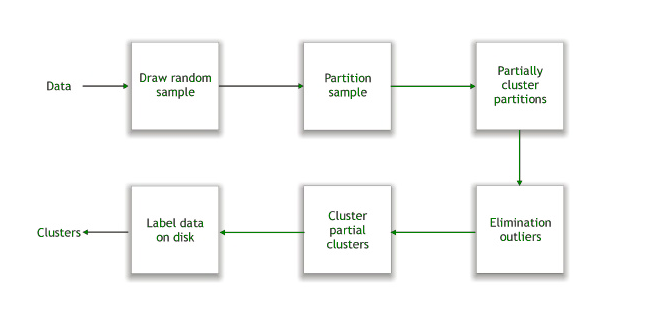 Data
Draw random
sample
Partition
sample
Partially
cluster
partitions
Elimination
outliers
Cluster
partial
clusters
Label data
on disk
Clusters